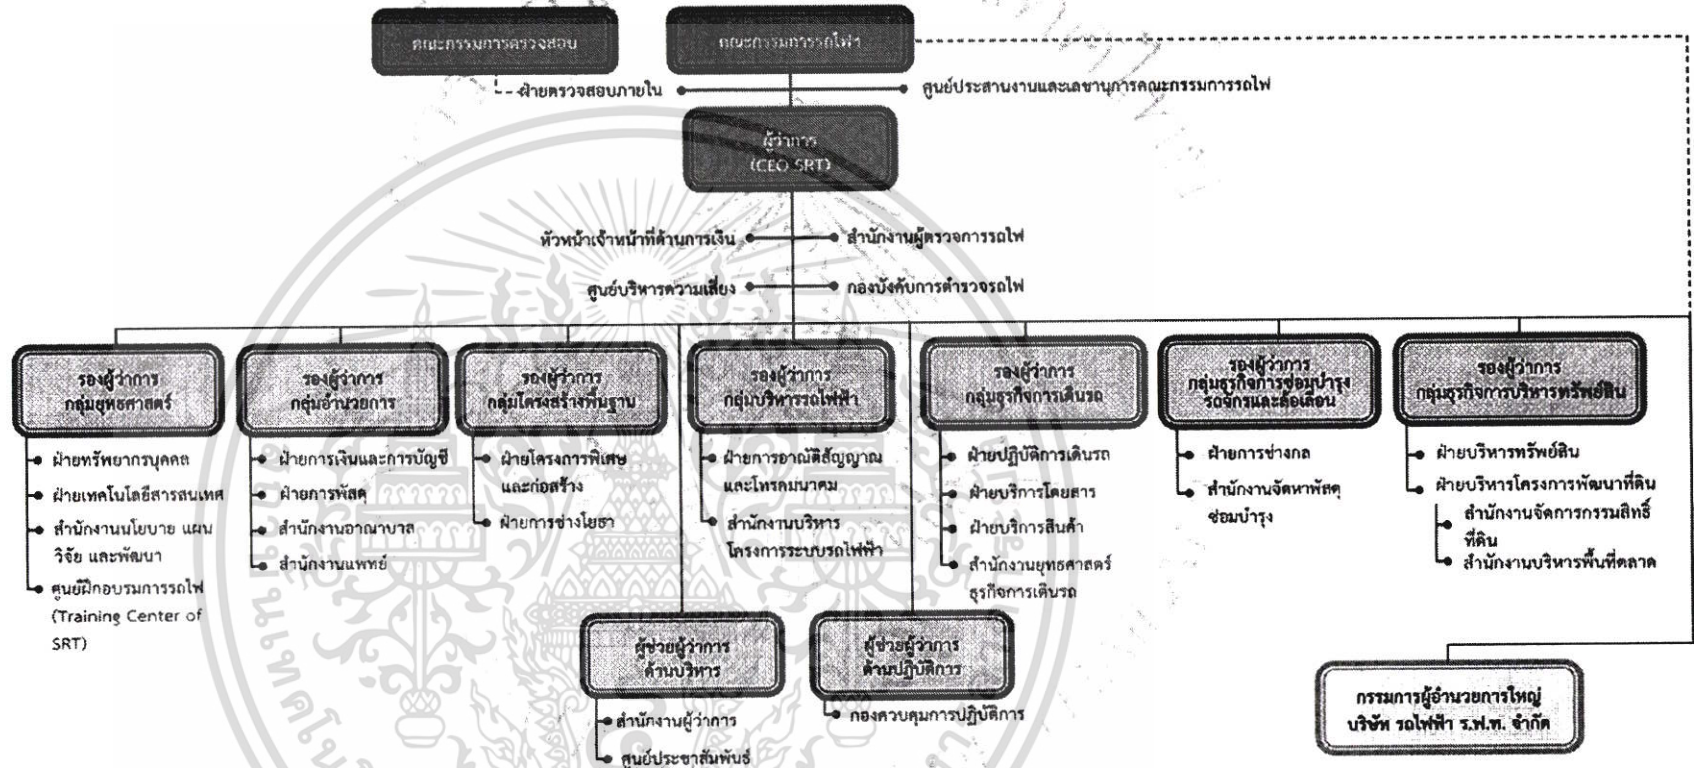 คณะกรรมการตรวจสอบ
คณะกรรมการรถไฟฯ
ฝ่ายตรวจสอบภายใน
ศูนย์ประสานงานและเลขานุการคณะกรรมการรถไฟ
ผู้ว่าการ
(CEO SRT)
หัวหน้าเจ้าหน้าที่ด้านการเงิน
สำนักงานผู้ตรวจการรถไฟ
ศูนย์บริหารความเสี่ยง
กองบังคับการตำรวจรถไฟ
รองผู้ว่าการ
กลุ่มยุทธศาสตร์
ฝ่ายทรัพยากรบุคคล
ฝ่ายเทคโนโลยีสารสนเทศ
สำนักงานนโยบาย แผน
วิจัย และพัฒนา
ศูนย์ฝึกอบรมการรถไฟ
(Training Center of
SRT)
รองผู้ว่าการ
กลุ่มอำนวยการ
ฝ่ายการเงินและการบัญชี
ฝ่ายการพัสดุ
สำนักงานอาณาบาล
สำนักงานแพทย์
รองผู้ว่าการ
กลุ่มโครงสร้างพื้นฐาน
ฝ่ายโครงการพิเศษ
และก่อสร้าง
ฝ่ายการช่างโยธา
รองผู้ว่าการ
กลุ่มบริหารรถไฟฟ้า
ฝ่ายการอาณัติสัญญาณ
และโทรคมนาคม
สำนักงานบริหาร
โครงการระบบรถไฟฟ้า
รองผู้ว่าการ
กลุ่มธุรกิจการเดินรถ
ฝ่ายปฏิบัติการเดินรถ
ฝ่ายบริการโดยสาร
ฝ่ายบริการสินค้า
สำนักงานยุทธศาสตร์
ธุรกิจการเดินรถ
รองผู้ว่าการ
กลุ่มธุรกิจการซ่อมบำรุง
รถจักรและล้อเลื่อน
ฝ่ายการช่างกล
สำนักงานจัดหาพัสดุ
ซ่อมบำรุง
รองผู้ว่าการ
กลุ่มธุรกิจการบริหารทรัพย์สิน
ฝ่ายบริหารทรัพย์สิน
ฝ่ายบริหารโครงการพัฒนาที่ดิน
สำนักงานจัดการกรรมสิทธิ์
ที่ดิน
สำนักงานบริหารพื้นที่ตลาด
ผู้ช่วยผู้ว่าการ
ด้านบริหาร
สำนักงานผู้ว่าการ
ศูนย์ประชาสัมพันธ์
ผู้ช่วยผู้ว่าการ
ด้านปฏิบัติการ
กองควบคุมการปฏิบัติการ
กรรมการผู้อำนวยการใหญ่
บริษัท รถไฟฟ้า ร.ฟ.ท. จำกัด